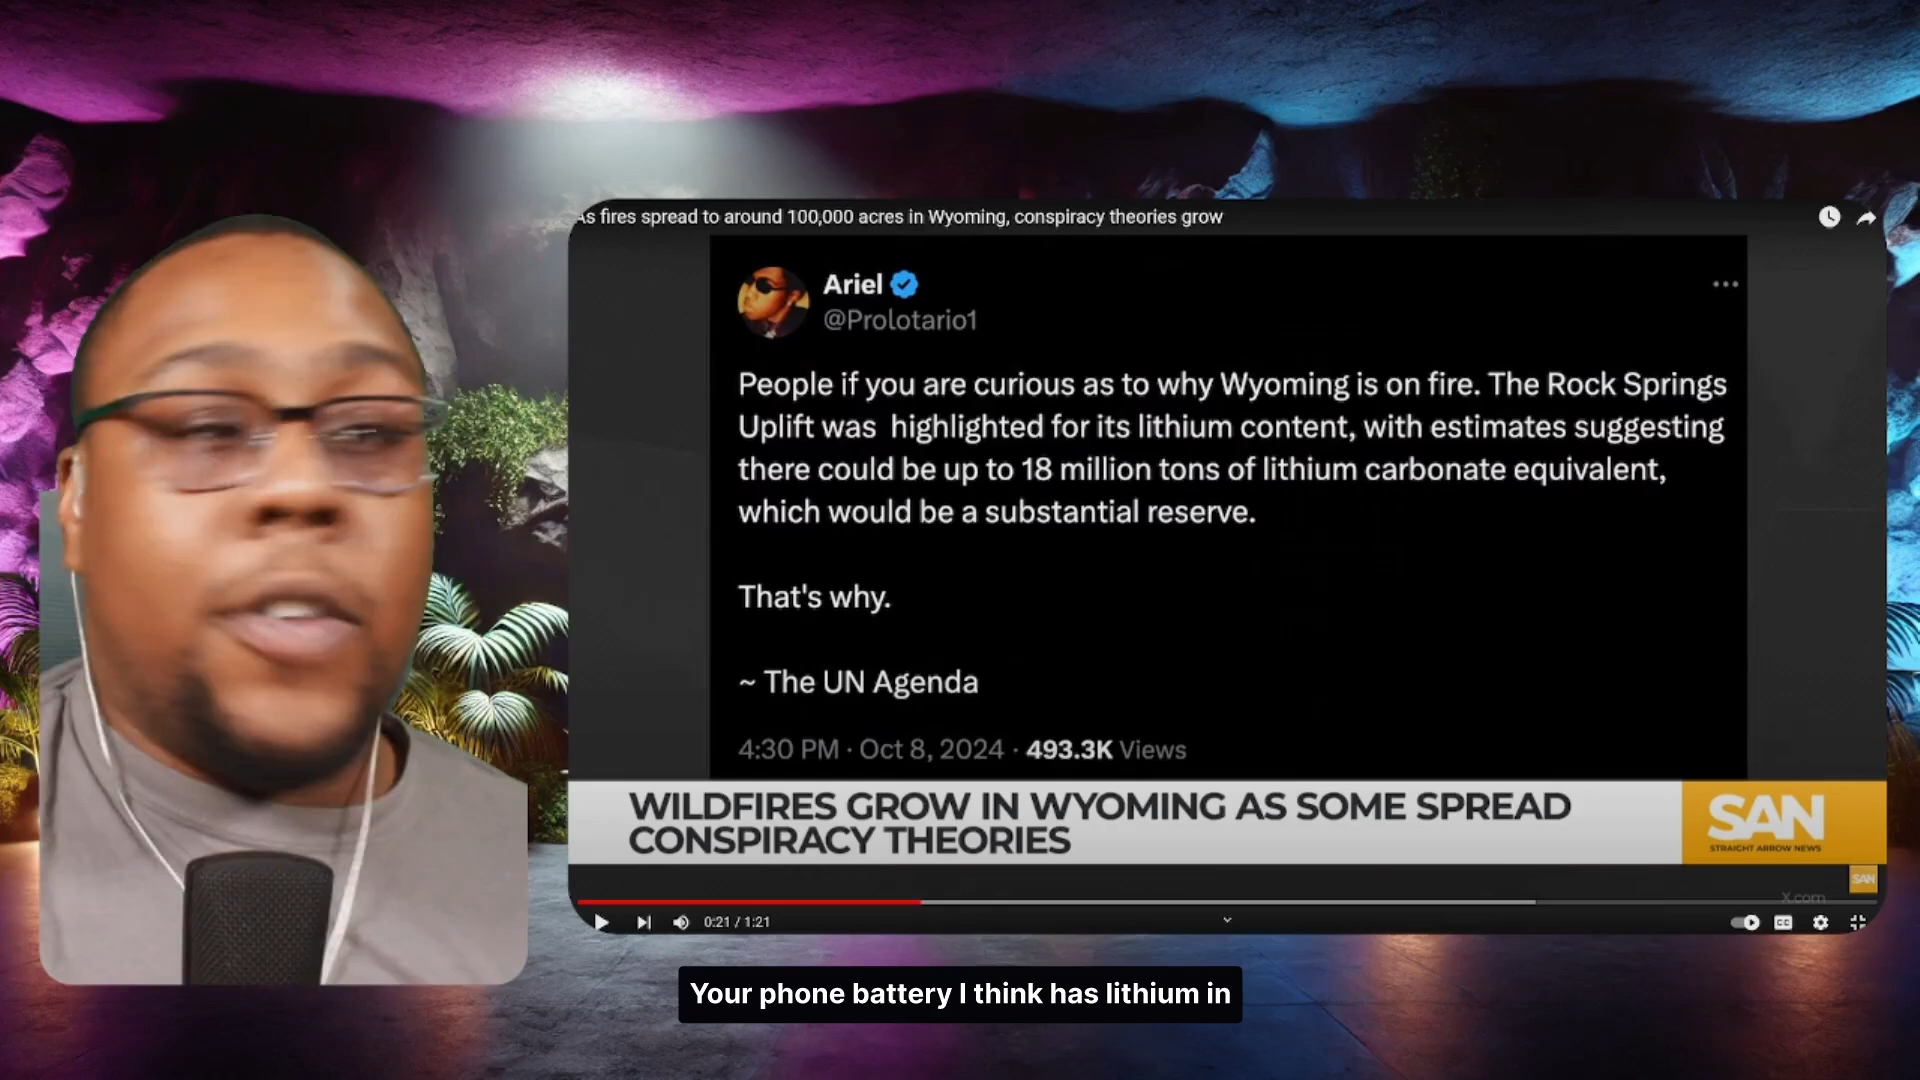 As fires spread to around 100,000 acres in Wyoming, conspiracy theories grow
Ariel
@Prolotario1
People if you are curious as to why Wyoming is on fire. The Rock Springs
Uplift was highlighted for its lithium content, with estimates suggesting
there could be up to 18 million tons of lithium carbonate equivalent,
which would be a substantial reserve.
That's why.
~ The UN Agenda
4:30 PM · Oct 8, 2024 · 493.3K Views
WILDFIRES GROW IN WYOMING AS SOME SPREAD
CONSPIRACY THEORIES
SAN
STRAIGHT ARROW NEWS
SAN
X.com
0:21 / 1:21
CC
Your phone battery I think has lithium in